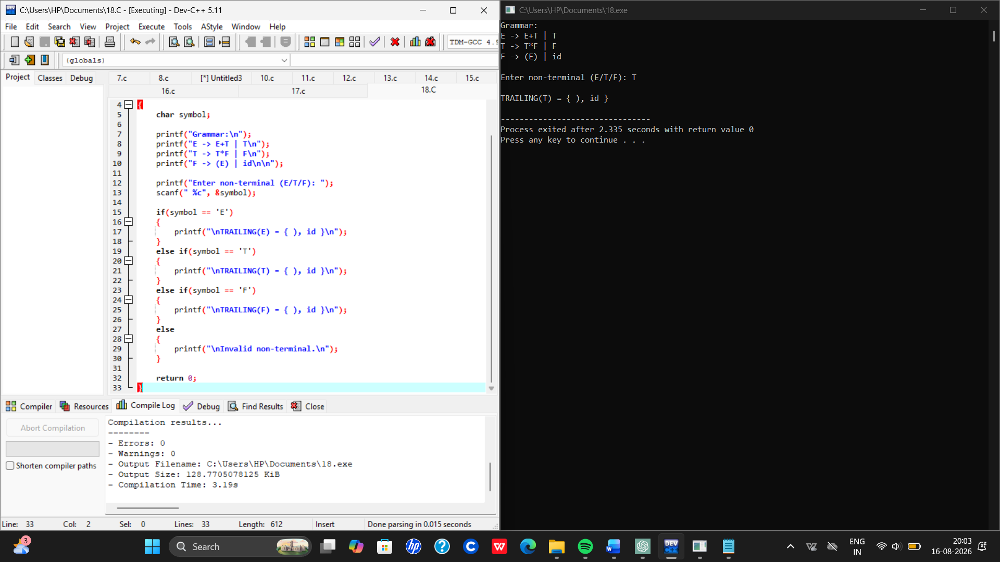 C:\Users\HP\Documents\18.C - [Executing] - Dev-C++ 5.11
File Edit Search View Project Execute Tools AStyle Window Help
TDM-GCC 4.9
(globals)
Project Classes Debug
7.c 8.c [*] Untitled3 10.c 11.c 12.c 13.c 14.c 15.c
16.c 17.c 18.C
4 {
5 char symbol;
6
7 printf("Grammar:\n");
8 printf("E -> E+T | T\n");
9 printf("T -> T*F | F\n");
10 printf("F -> (E) | id\n\n");
11
12 printf("Enter non-terminal (E/T/F): ");
13 scanf(" %c", &symbol);
14
15 if(symbol == 'E')
16 {
17 printf("\nTRAILING(E) = { ), id }\n");
18 }
19 else if(symbol == 'T')
20 {
21 printf("\nTRAILING(T) = { ), id }\n");
22 }
23 else if(symbol == 'F')
24 {
25 printf("\nTRAILING(F) = { ), id }\n");
26 }
27 else
28 {
29 printf("\nInvalid non-terminal.\n");
30 }
31
32 return 0;
33 }
Compiler Resources Compile Log Debug Find Results Close
Abort Compilation
Shorten compiler paths
Compilation results...
--------
- Errors: 0
- Warnings: 0
- Output Filename: C:\Users\HP\Documents\18.exe
- Output Size: 128.7705078125 KiB
- Compilation Time: 3.19s
Line: 33 Col: 2 Sel: 0 Lines: 33 Length: 612 Insert Done parsing in 0.015 seconds
C:\Users\HP\Documents\18.exe
Grammar:
E -> E+T | T
T -> T*F | F
F -> (E) | id
Enter non-terminal (E/T/F): T
TRAILING(T) = { ), id }
--------------------------------
Process exited after 2.335 seconds with return value 0
Press any key to continue . . .
3
Search
hp
DEV
C++
ENG
IN
20:03
16-08-2026